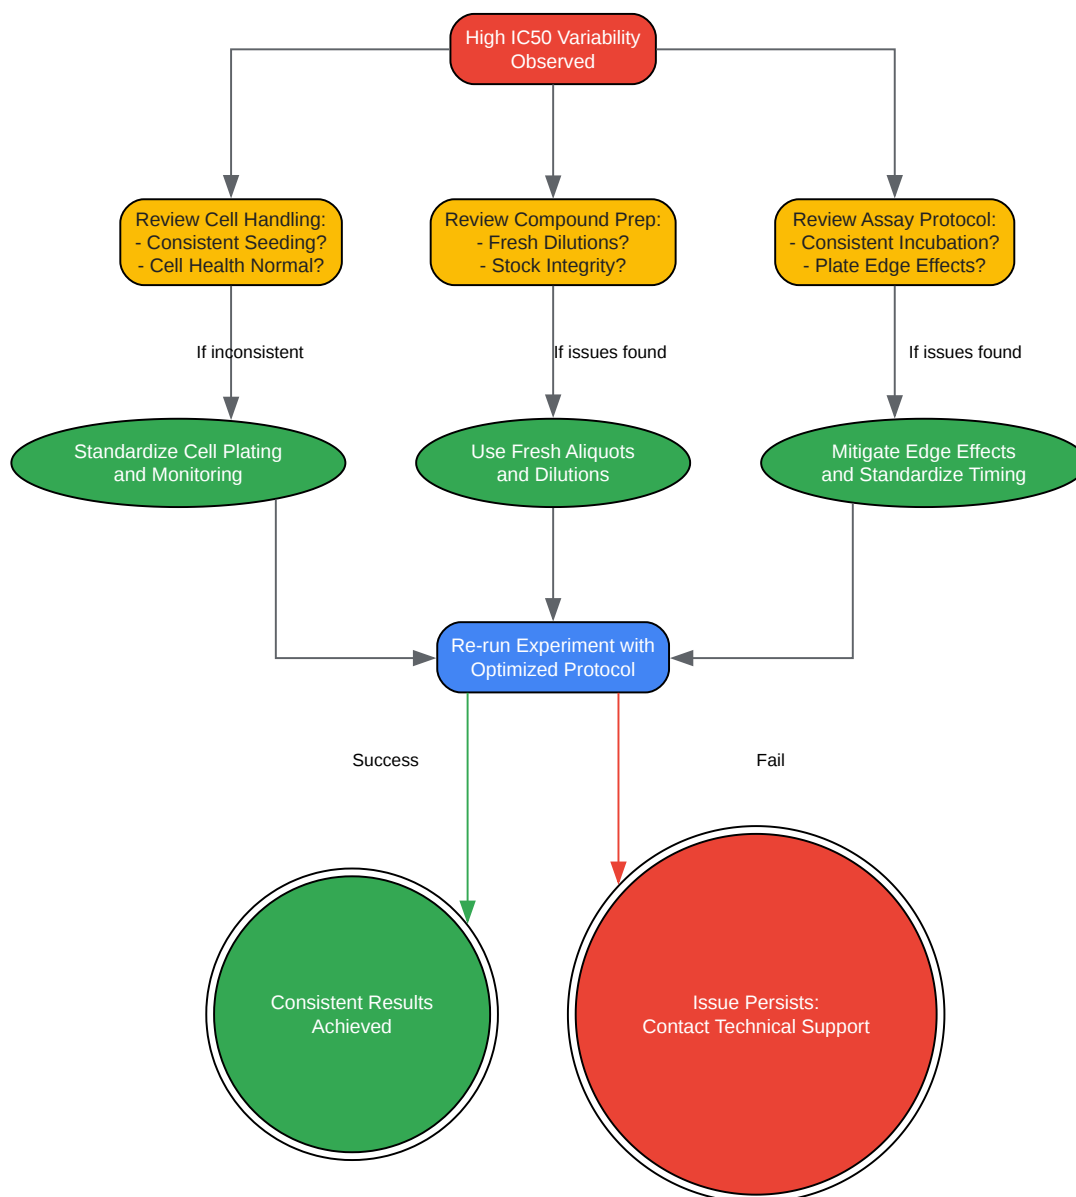 High IC50 Variability
Observed
Review Cell Handling:
- Consistent Seeding?
- Cell Health Normal?
Review Compound Prep:
- Fresh Dilutions?
- Stock Integrity?
Review Assay Protocol:
- Consistent Incubation?
- Plate Edge Effects?
If inconsistent
If issues found
If issues found
Standardize Cell Plating
and Monitoring
Use Fresh Aliquots
and Dilutions
Mitigate Edge Effects
and Standardize Timing
Re-run Experiment with
Optimized Protocol
Success
Fail
Consistent Results
Achieved
Issue Persists:
Contact Technical Support